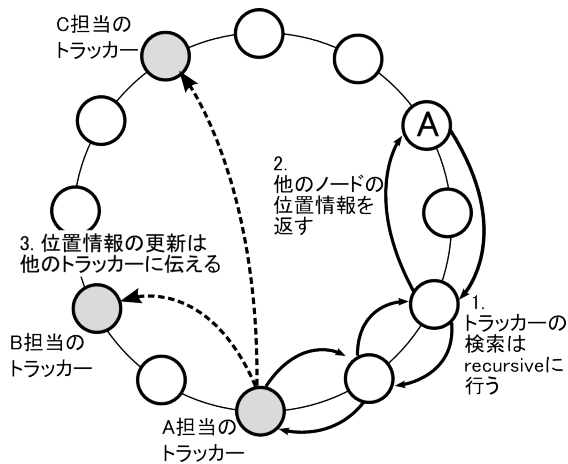 C担当の
トラッカー
A
2.
他のノードの
位置情報を
返す
3. 位置情報の更新は
他のトラッカーに伝える
1.
トラッカーの
検索は
recursiveに
行う
B担当の
トラッカー
A担当の
トラッカー